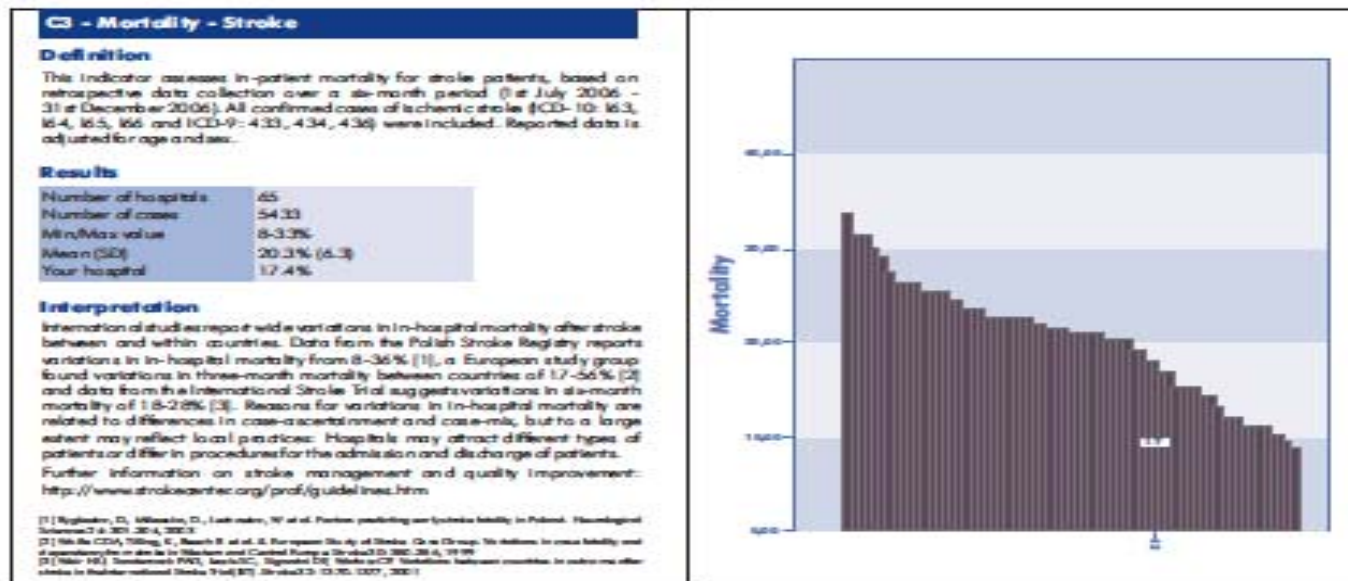 C3 - Mortality - Stroke
Definition
This indicator assesses in-patient mortality for stroke patients, based on
retrospective data collection over a six-month period (1st July 2006 -
31st December 2006). All confirmed cases of ischemic stroke (ICD-10: I63,
I64, I65, I66 and ICD-9: 433, 434, 436) were included. Reported data is
adjusted for age and sex.
Results
Number of hospitals 65
Number of cases 5433
Min/Max value 8-33%
Mean (SD) 20.3% (6.3)
Your hospital 17.4%
Interpretation
International studies report wide variations in in-hospital mortality after stroke
between and within countries. Data from the Polish Stroke Registry reports
variations in in-hospital mortality from 8-36% [1], a European study group
found variations in three-month mortality between countries of 17-56% [2]
and data from the International Stroke Trial suggests variations in six-month
mortality of 18-28% [3]. Reasons for variations in in-hospital mortality are
related to differences in case-ascertainment and case-mix, but to a large
extent may reflect local practices: Hospitals may attract different types of
patients or differ in procedures for the admission and discharge of patients.
Further information on stroke management and quality improvement:
http://www.strokecenter.org/prof/guidelines.htm
Mortality